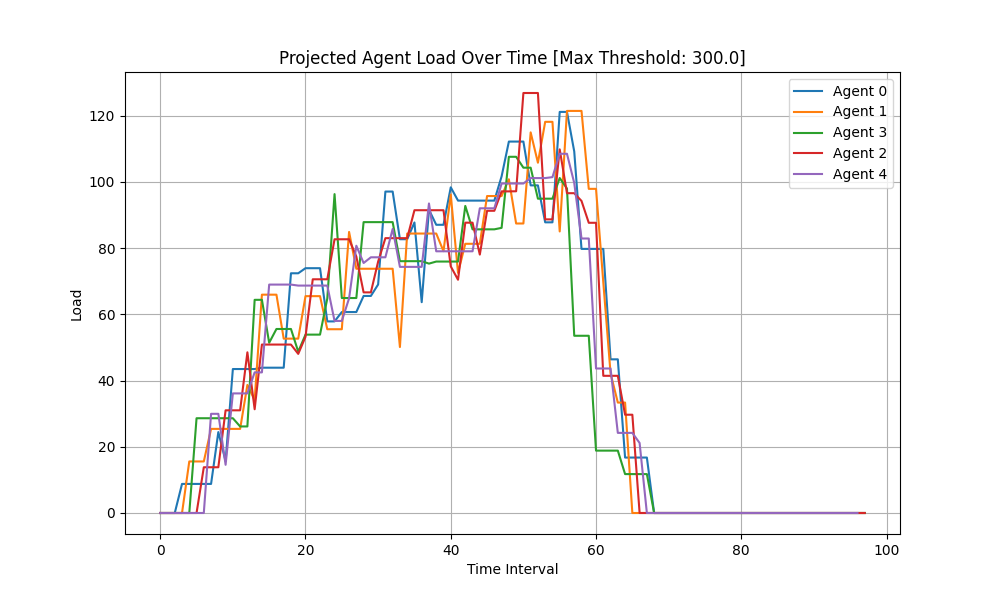 Projected Agent Load Over Time [Max Threshold: 300.0]
Agent 0
Agent 1
Agent 3
Agent 2
Agent 4
Load
120
100
80
60
40
20
0
0 20 40 60 80 100
Time Interval